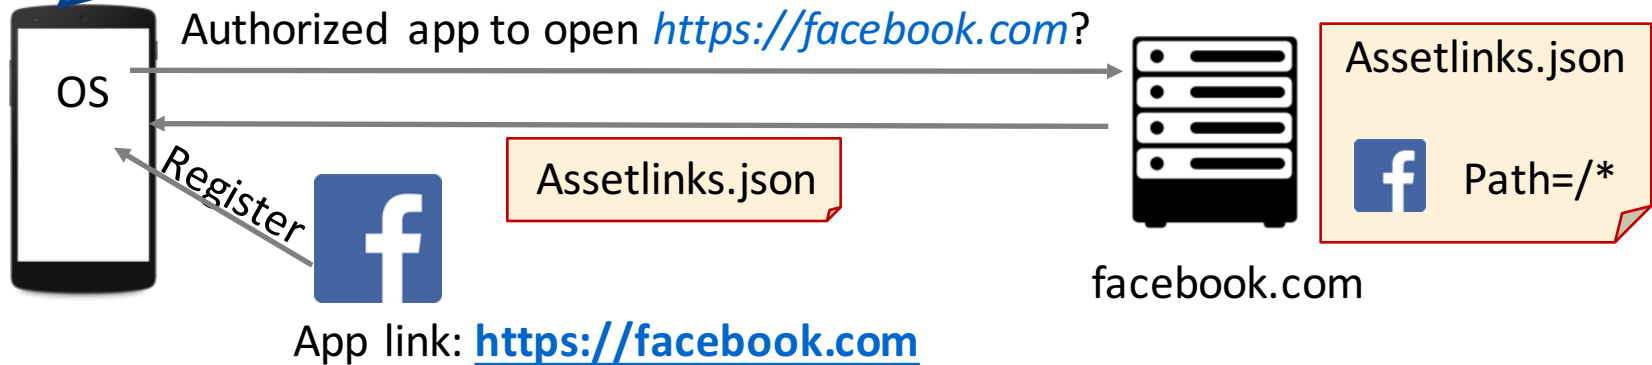 Authorized app to open https://facebook.com?
OS
Register
Assetlinks.json
Assetlinks.json
f Path=/*
f
facebook.com
App link: https://facebook.com